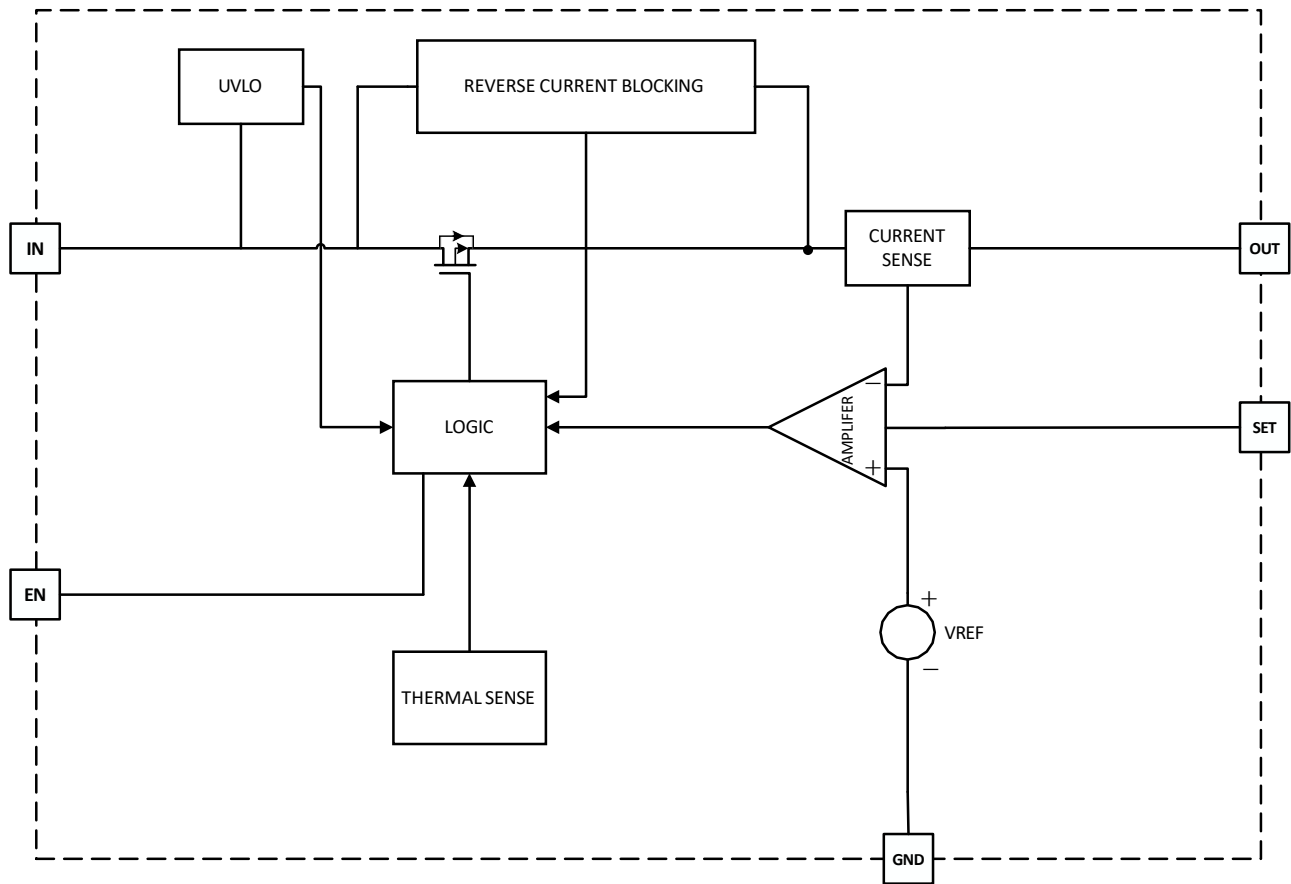 UVLO
REVERSE CURRENT BLOCKING
IN
CURRENT
SENSE
OUT
LOGIC
AMPLIFER
−
+
SET
EN
+
VREF
−
THERMAL SENSE
GND